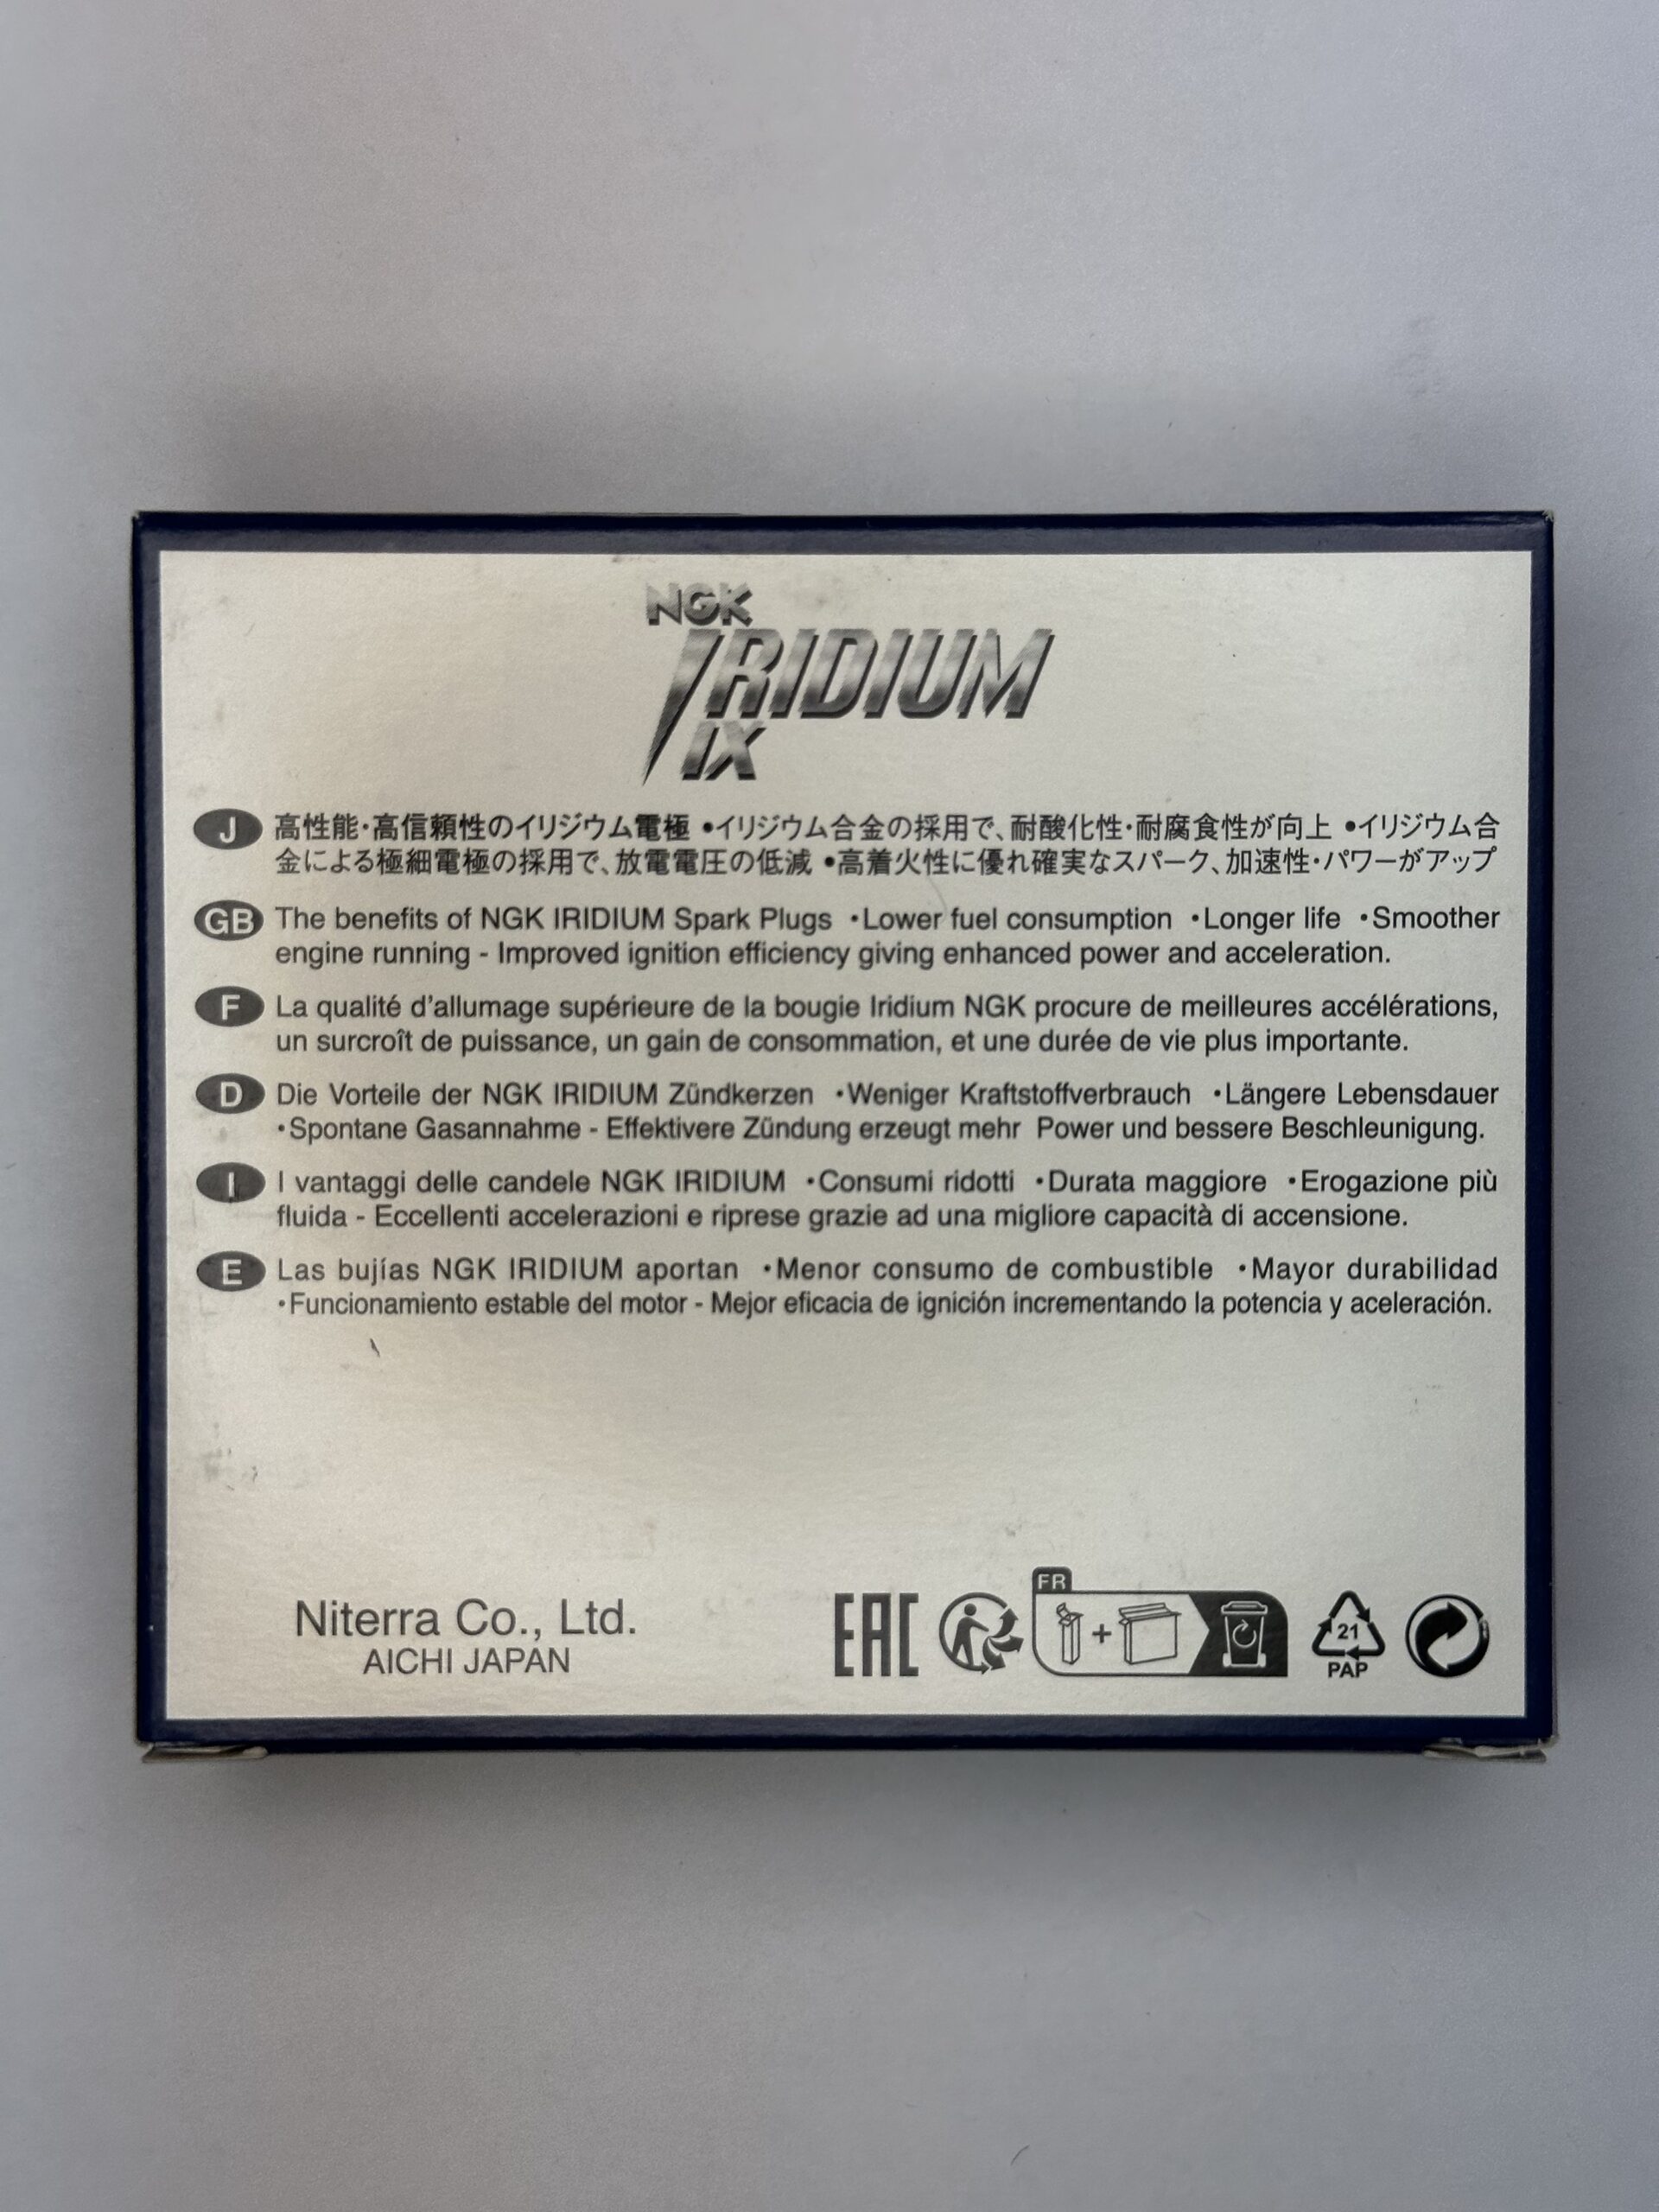 NGK
IRIDIUM
IX
J 高性能・高信頼性のイリジウム電極 •イリジウム合金の採用で、耐酸化性・耐腐食性が向上 •イリジウム合
金による極細電極の採用で、放電電圧の低減 •高着火性に優れ確実なスパーク、加速性・パワーがアップ
GB The benefits of NGK IRIDIUM Spark Plugs •Lower fuel consumption •Longer life •Smoother
engine running - Improved ignition efficiency giving enhanced power and acceleration.
F La qualité d'allumage supérieure de la bougie Iridium NGK procure de meilleures accélérations,
un surcroît de puissance, un gain de consommation, et une durée de vie plus importante.
D Die Vorteile der NGK IRIDIUM Zündkerzen •Weniger Kraftstoffverbrauch •Längere Lebensdauer
•Spontane Gasannahme - Effektivere Zündung erzeugt mehr Power und bessere Beschleunigung.
I I vantaggi delle candele NGK IRIDIUM •Consumi ridotti •Durata maggiore •Erogazione più
fluida - Eccellenti accelerazioni e riprese grazie ad una migliore capacità di accensione.
E Las bujías NGK IRIDIUM aportan •Menor consumo de combustible •Mayor durabilidad
•Funcionamiento estable del motor - Mejor eficacia de ignición incrementando la potencia y aceleración.
Niterra Co., Ltd.
AICHI JAPAN
EAC
FR
+
21
PAP